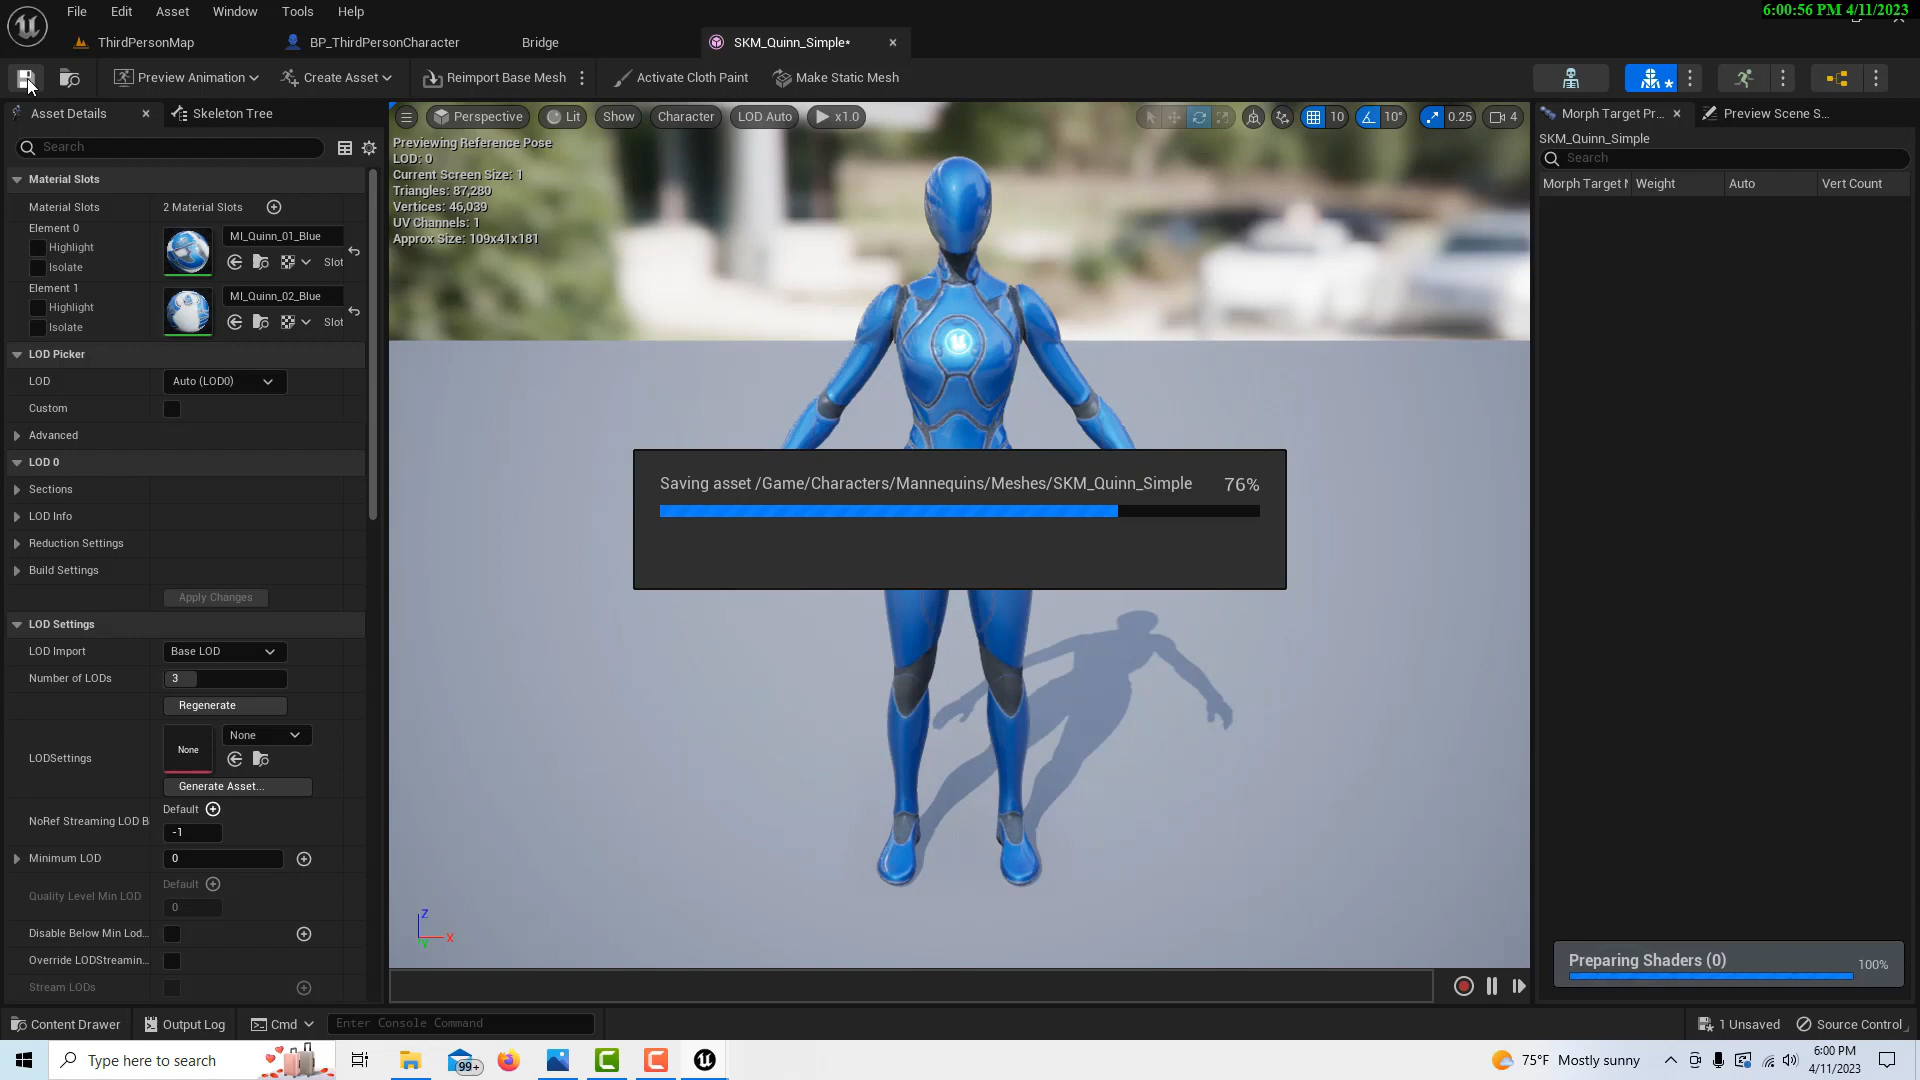 6:00:56 PM 4/11/2023
File Edit Asset Window Tools Help
ThirdPersonMap BP_ThirdPersonCharacter Bridge SKM_Quinn_Simple*
Preview Animation Create Asset Reimport Base Mesh Activate Cloth Paint Make Static Mesh
Asset Details Skeleton Tree
Search
Material Slots
Material Slots 2 Material Slots
Element 0
Highlight
Isolate
MI_Quinn_01_Blue
Slot
Element 1
Highlight
Isolate
MI_Quinn_02_Blue
Slot
LOD Picker
LOD Auto (LOD0)
Custom
Advanced
LOD 0
Sections
LOD Info
Reduction Settings
Build Settings
Apply Changes
LOD Settings
LOD Import Base LOD
Number of LODs 3
Regenerate
LODSettings None None
Generate Asset...
Default
NoRef Streaming LOD B
-1
Minimum LOD 0
Default
Quality Level Min LOD
0
Disable Below Min Lod...
Override LODStreamin...
Stream LODs
Perspective Lit Show Character LOD Auto x1.0 10 10° 0.25 4
Previewing Reference Pose
LOD: 0
Current Screen Size: 1
Triangles: 87,280
Vertices: 46,039
UV Channels: 1
Approx Size: 109x41x181
Saving asset /Game/Characters/Mannequins/Meshes/SKM_Quinn_Simple 76%
Z
X
Y
Morph Target Pr... Preview Scene S...
SKM_Quinn_Simple
Search
Morph Target N Weight Auto Vert Count
Preparing Shaders (0) 100%
Content Drawer Output Log Cmd Enter Console Command 1 Unsaved Source Control
Type here to search 99+ 75°F Mostly sunny 6:00 PM
4/11/2023